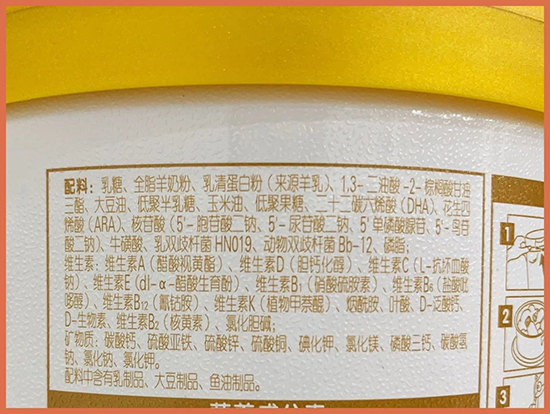 配料：乳糖、全脂羊奶粉、乳清蛋白粉（来源羊乳）、1,3-二油酸-2-棕榈酸甘油
三酯、大豆油、低聚半乳糖、玉米油、低聚果糖、二十二碳六烯酸(DHA)、花生四
烯酸(ARA)、核苷酸（5′-胞苷酸二钠、5′-尿苷酸二钠、5′单磷酸腺苷、5′-鸟苷
酸二钠）、牛磺酸、乳双歧杆菌 HN019、动物双歧杆菌 Bb-12、磷脂；
维生素：维生素A（醋酸视黄酯）、维生素D（胆钙化醇）、维生素C（L-抗坏血酸
钠）、维生素E（dl-α-醋酸生育酚）、维生素B₁（硝酸硫胺素）、维生素B₆（盐酸吡
哆醇）、维生素B₁₂（氰钴胺）、维生素K（植物甲萘醌）、烟酰胺、叶酸、D-泛酸钙、
D-生物素、维生素B₂（核黄素）、氯化胆碱；
矿物质：碳酸钙、硫酸亚铁、硫酸锌、硫酸铜、碘化钾、氯化镁、磷酸三钙、碳酸氢
钠、氯化钠、氯化钾。
配料中含有乳制品、大豆制品、鱼油制品。
1
2
3